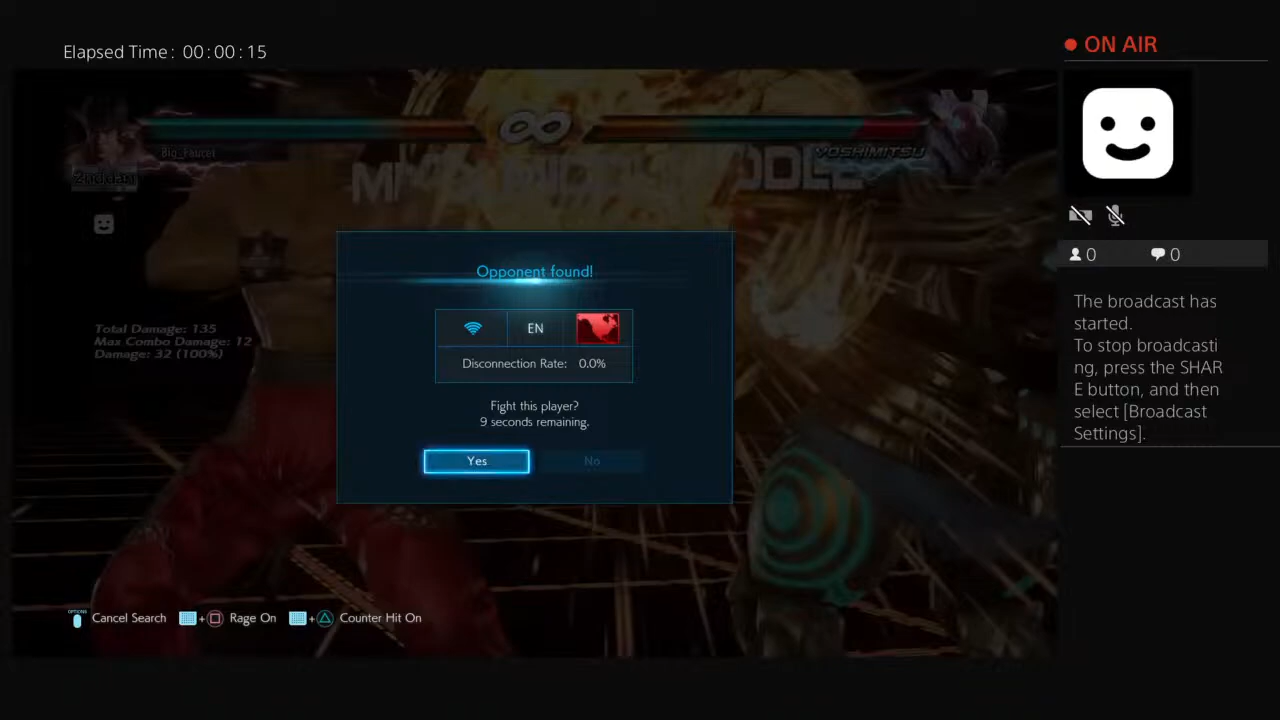 Elapsed Time: 00:00:15
ON AIR
Big_Faucet
YOSHIMITSU
0
0
Opponent found!
EN
Disconnection Rate: 0.0%
Fight this player?
9 seconds remaining.
Yes
No
Total Damage: 135
Max Combo Damage: 12
Damage: 32 (100%)
The broadcast has
started.
To stop broadcasti
ng, press the SHAR
E button, and then
select [Broadcast
Settings].
OPTIONS
Cancel Search
+
Rage On
+
Counter Hit On